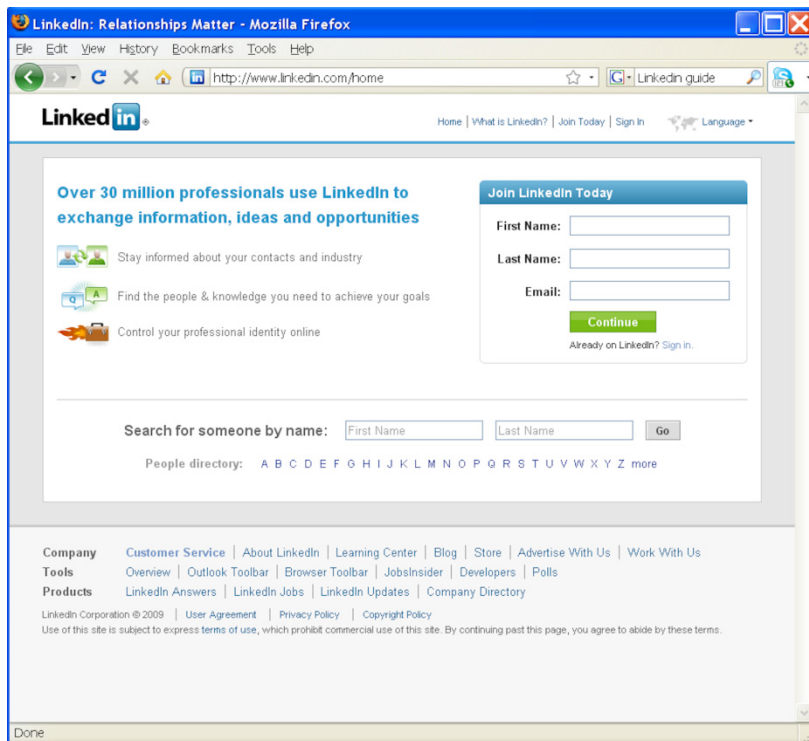 LinkedIn: Relationships Matter - Mozilla Firefox
File Edit View History Bookmarks Tools Help
http://www.linkedin.com/home
G Linkedin guide
Linked in ®
Home | What is LinkedIn? | Join Today | Sign In Language
Over 30 million professionals use LinkedIn to
exchange information, ideas and opportunities
Stay informed about your contacts and industry
Q A Find the people & knowledge you need to achieve your goals
Control your professional identity online
Join LinkedIn Today
First Name:
Last Name:
Email:
Continue
Already on LinkedIn? Sign in.
Search for someone by name: First Name Last Name Go
People directory: A B C D E F G H I J K L M N O P Q R S T U V W X Y Z more
Company Customer Service | About LinkedIn | Learning Center | Blog | Store | Advertise With Us | Work With Us
Tools Overview | Outlook Toolbar | Browser Toolbar | JobsInsider | Developers | Polls
Products LinkedIn Answers | LinkedIn Jobs | LinkedIn Updates | Company Directory
LinkedIn Corporation © 2009 | User Agreement | Privacy Policy | Copyright Policy
Use of this site is subject to express terms of use, which prohibit commercial use of this site. By continuing past this page, you agree to abide by these terms.
Done